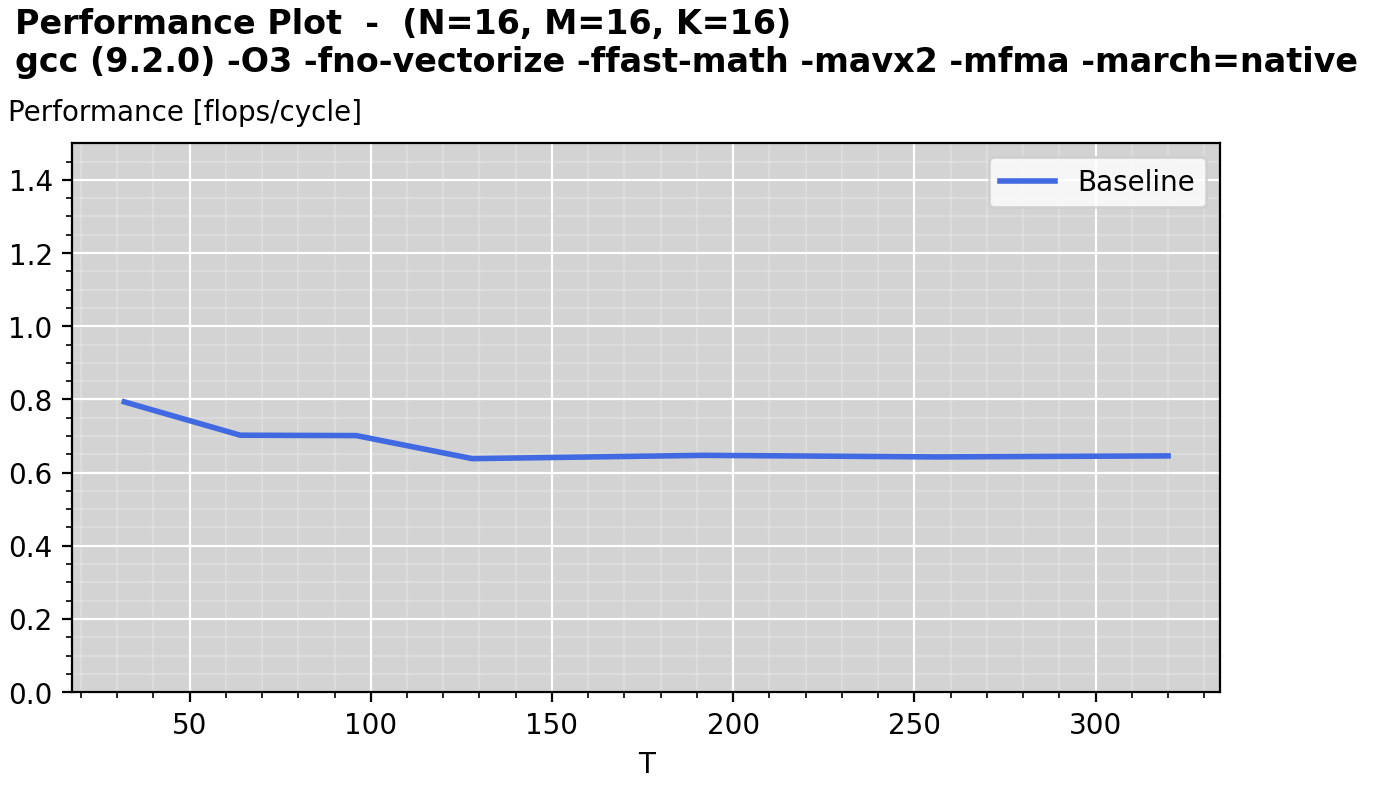 Performance Plot - (N=16, M=16, K=16)
gcc (9.2.0) -O3 -fno-vectorize -ffast-math -mavx2 -mfma -march=native
Performance [flops/cycle]
Baseline
1.4
1.2
1.0
0.8
0.6
0.4
0.2
0.0
50 100 150 200 250 300
T